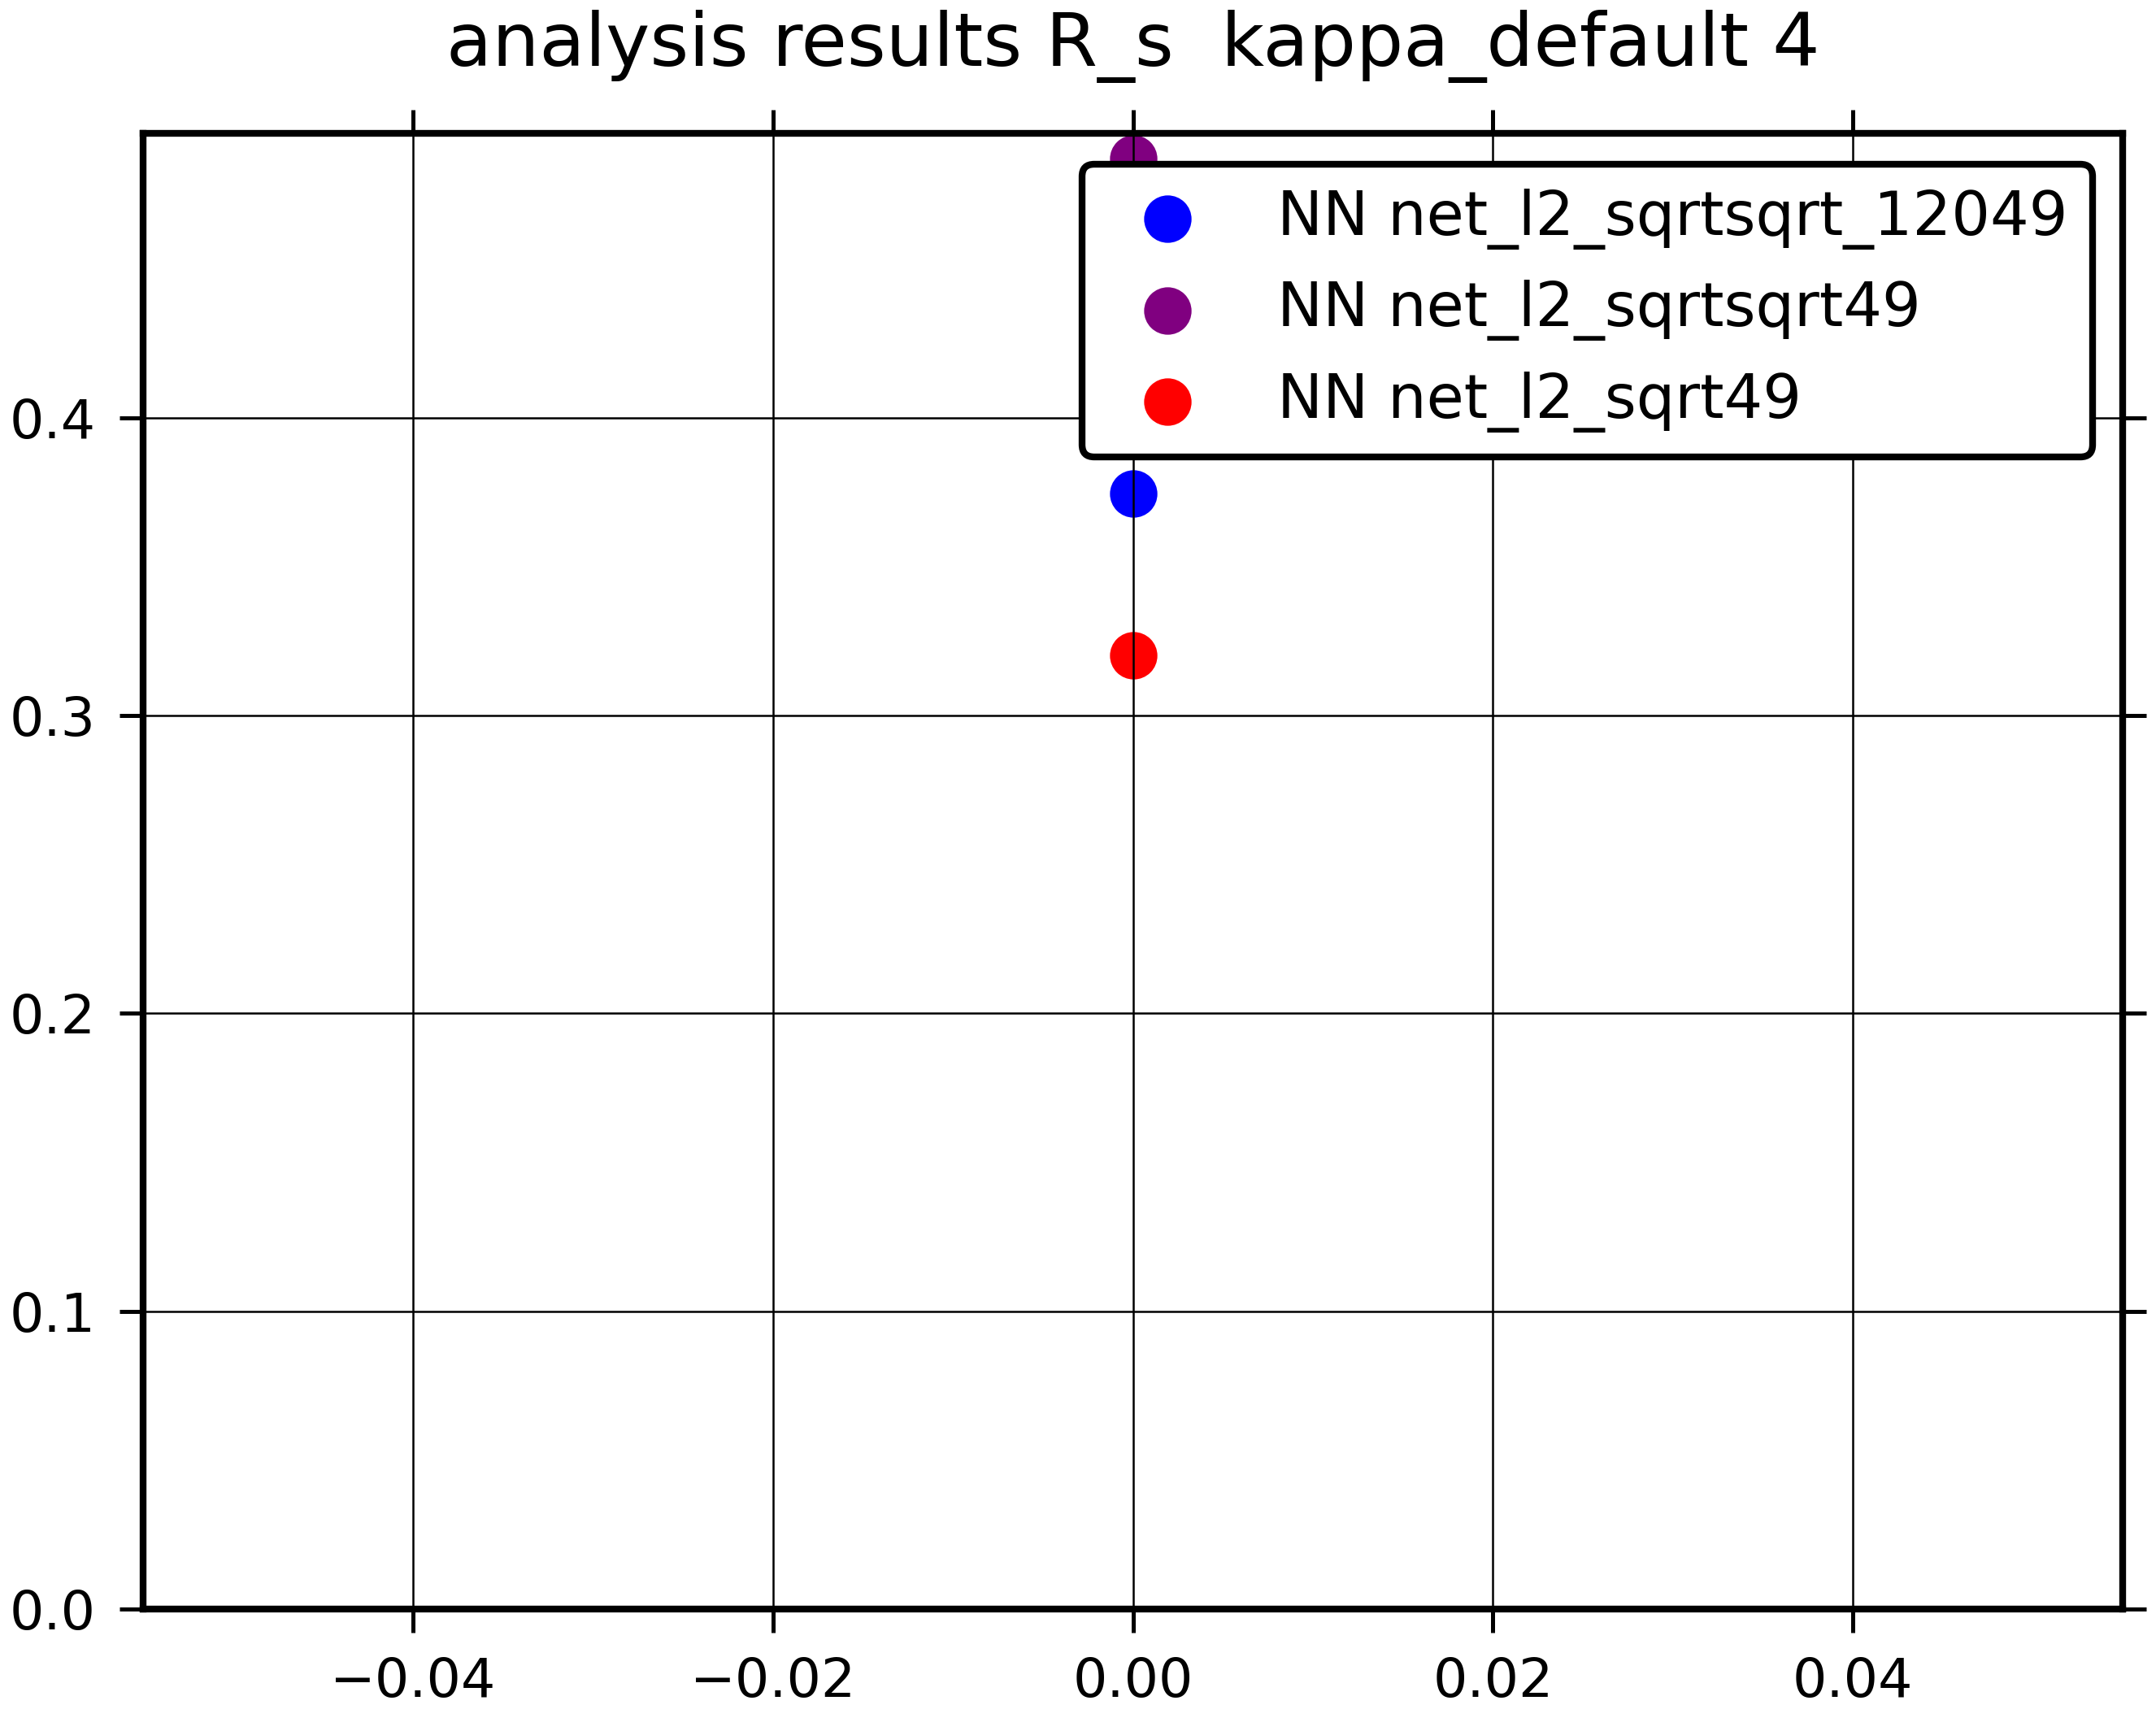 analysis results R_s  kappa_default 4
NN net_l2_sqrtsqrt_12049
NN net_l2_sqrtsqrt49
NN net_l2_sqrt49
0.4
0.3
0.2
0.1
0.0
−0.04 −0.02 0.00 0.02 0.04